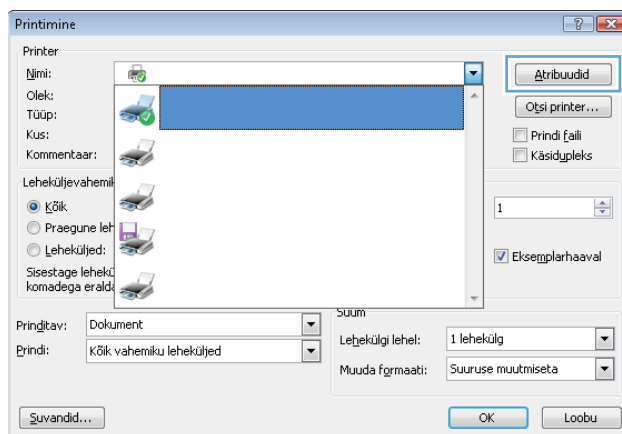 Printimine
Printer
Nimi:
Atribuudid
Olek:
Tüüp:
Otsi printer...
Kus:
Prindi faili
Kommentaar:
Käsidupleks
Leheküljevahemik
Kõik
1
Praegune leh
Leheküljed:
Eksemplarhaaval
Sisestage lehekü
komadega eralda
Suum
Prinditav: Dokument
Lehekülgi lehel: 1 lehekülg
Prindi: Kõik vahemiku leheküljed
Muuda formaati: Suuruse muutmiseta
Suvandid...
OK
Loobu